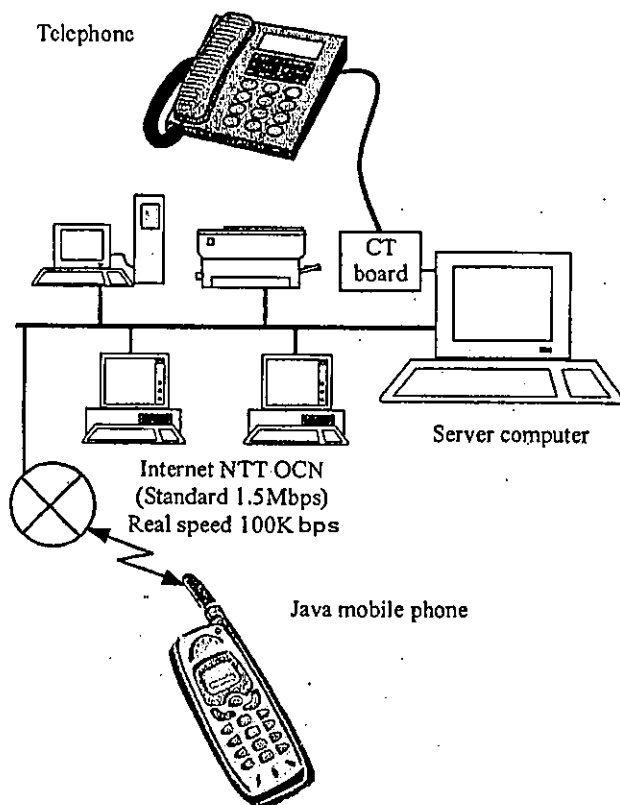 Telephone
CT
board
Server computer
Internet NTT OCN
(Standard 1.5Mbps)
Real speed 100K bps
Java mobile phone